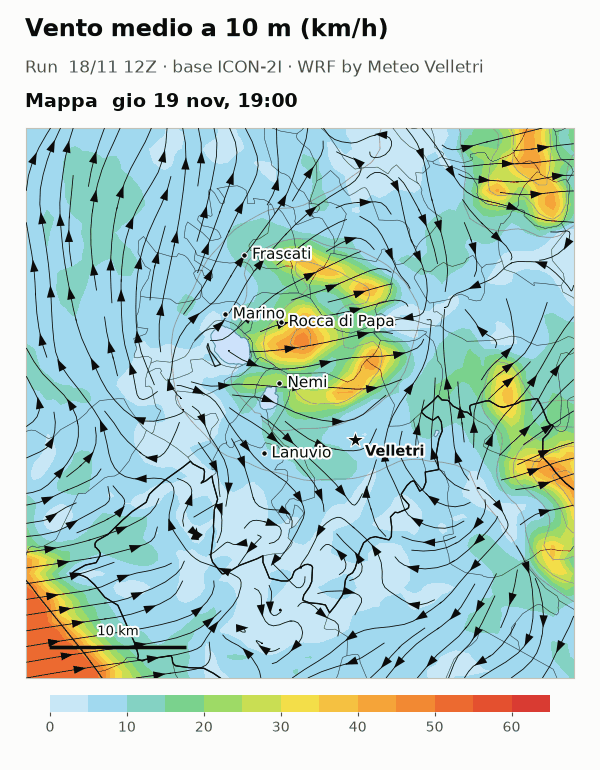 Vento medio a 10 m (km/h)
Run  18/11 12Z · base ICON-2I · WRF by Meteo Velletri
Mappa  gio 19 nov, 19:00
Frascati
Marino
Rocca di Papa
Nemi
Velletri
Lanuvio
10 km
0 10 20 30 40 50 60